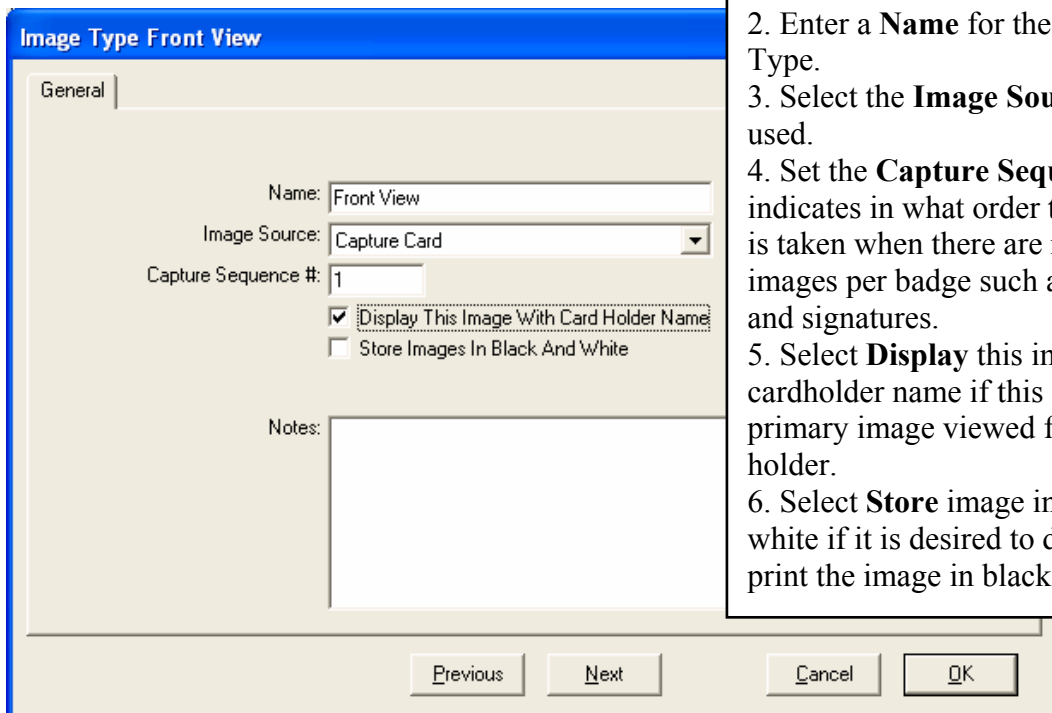 Image Type Front View
General
Name: Front View
Image Source: Capture Card
Capture Sequence #: 1
Display This Image With Card Holder Name
Store Images In Black And White
Notes:
Previous Next Cancel OK
2. Enter a Name for the
Type.
3. Select the Image
used.
4. Set the Capture
indicates in what order
is taken when there are
images per badge such
and signatures.
5. Select Display this
cardholder name if this
primary image viewed
holder.
6. Select Store image
white if it is desired to
print the image in black